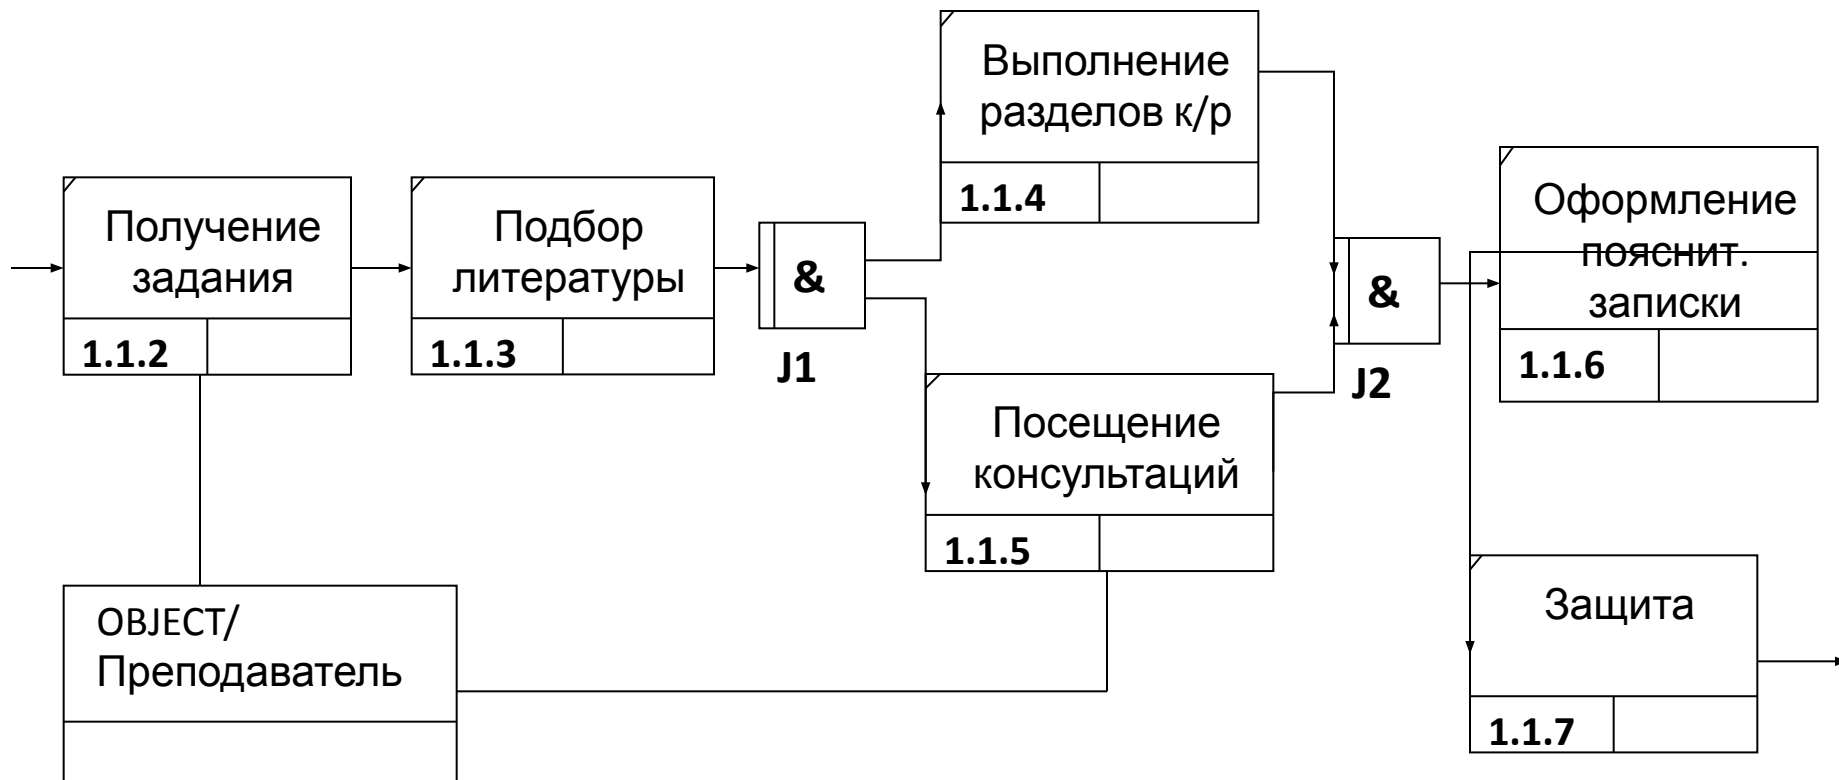 Получение
задания
1.1.2
Подбор
литературы
1.1.3
&
J1
Выполнение
разделов к/р
1.1.4
Посещение
консультаций
1.1.5
&
J2
Оформление
пояснит.
записки
1.1.6
Защита
1.1.7
OBJECT/
Преподаватель